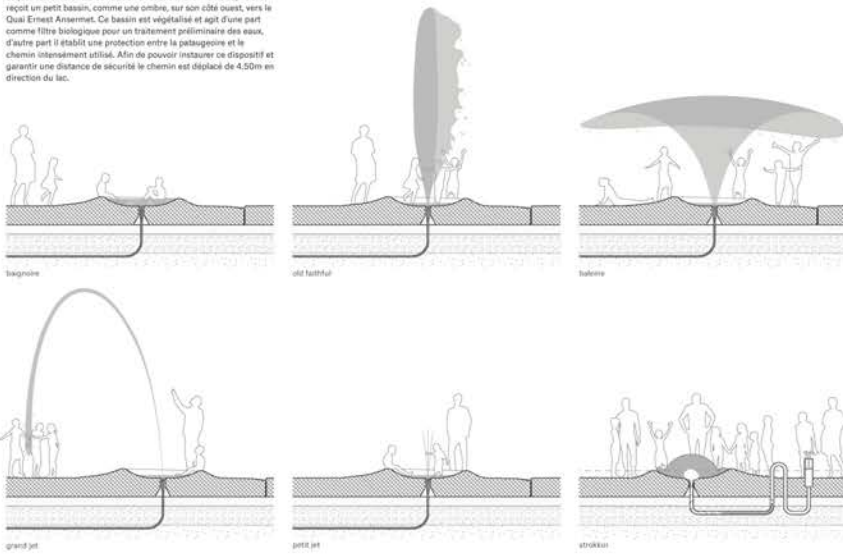 reçoit un petit bassin, comme une ombre, sur son côté ouest, vers le
Quai Ernest Ansermet. Ce bassin est végétalisé et agit d'une part
comme filtre biologique pour un traitement préliminaire des eaux,
d'autre part il établit une protection entre la pataugeoire et le
chemin intensément utilisé. Afin de pouvoir instaurer ce dispositif et
garantir une distance de sécurité le chemin est déplacé de 4.50m en
direction du lac.
baignoire
old faithful
baleine
grand jet
petit jet
strokkur